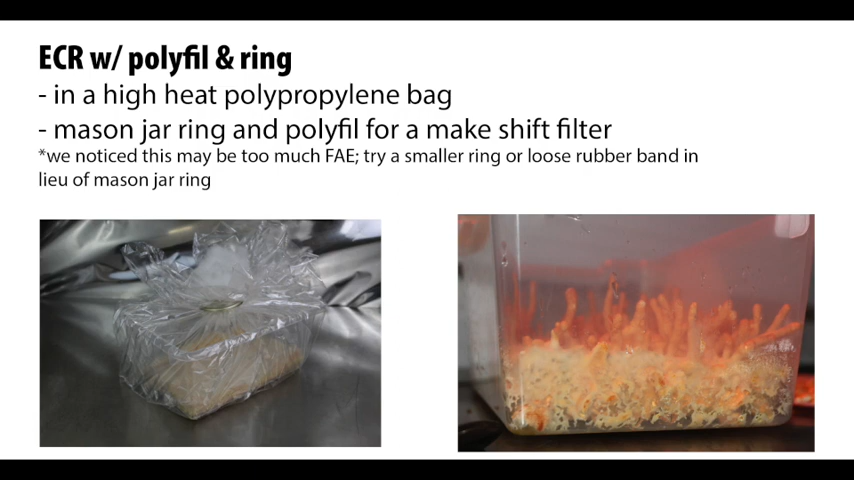 ECR w/ polyfil & ring
- in a high heat polypropylene bag
- mason jar ring and polyfil for a make shift filter
*we noticed this may be too much FAE; try a smaller ring or loose rubber band in
lieu of mason jar ring